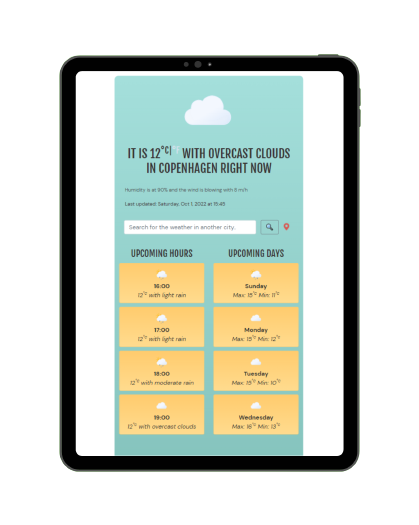 IT IS 12°C|°F WITH OVERCAST CLOUDS
IN COPENHAGEN RIGHT NOW
Humidity is at 90% and the wind is blowing with 6 m/h
Last updated: Saturday, Oct 1, 2022 at 15:45
Search for the weather in another city..
UPCOMING HOURS
16:00
12°C with light rain
17:00
12°C with light rain
18:00
12°C with moderate rain
19:00
12°C with overcast clouds
UPCOMING DAYS
Sunday
Max: 15°C Min: 11°C
Monday
Max: 15°C Min: 12°C
Tuesday
Max: 15°C Min: 10°C
Wednesday
Max: 16°C Min: 13°C